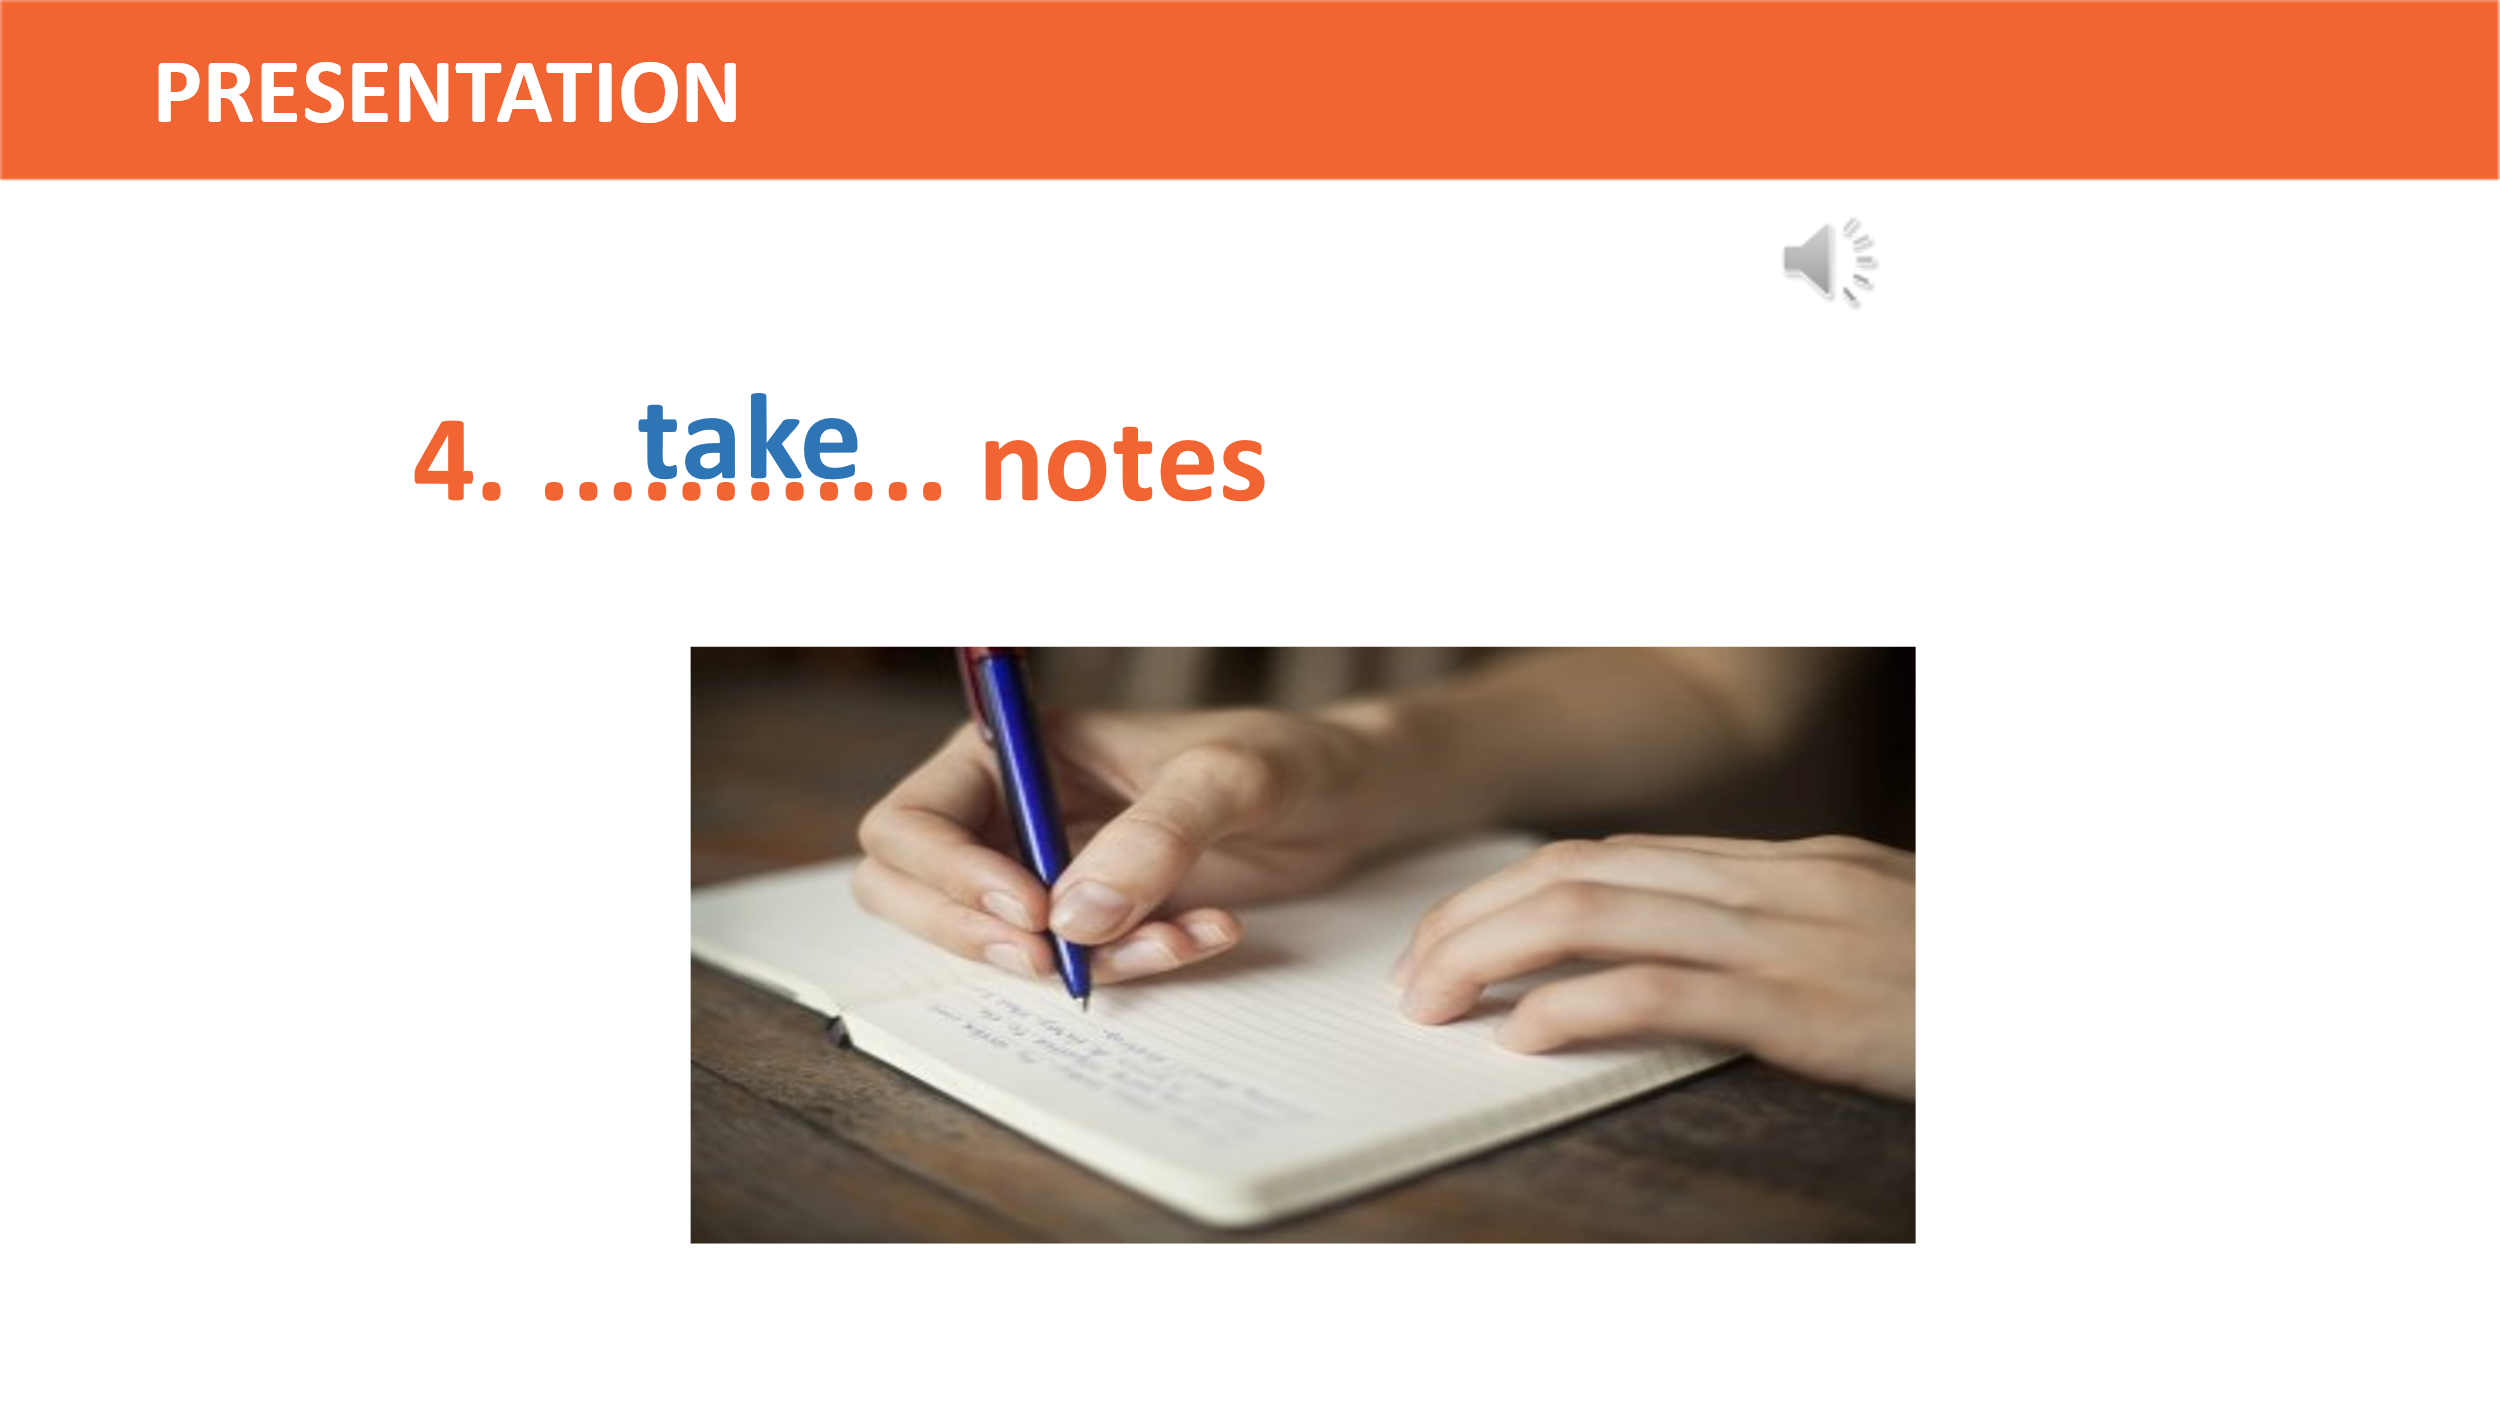 PRESENTATION
4. ............ take notes